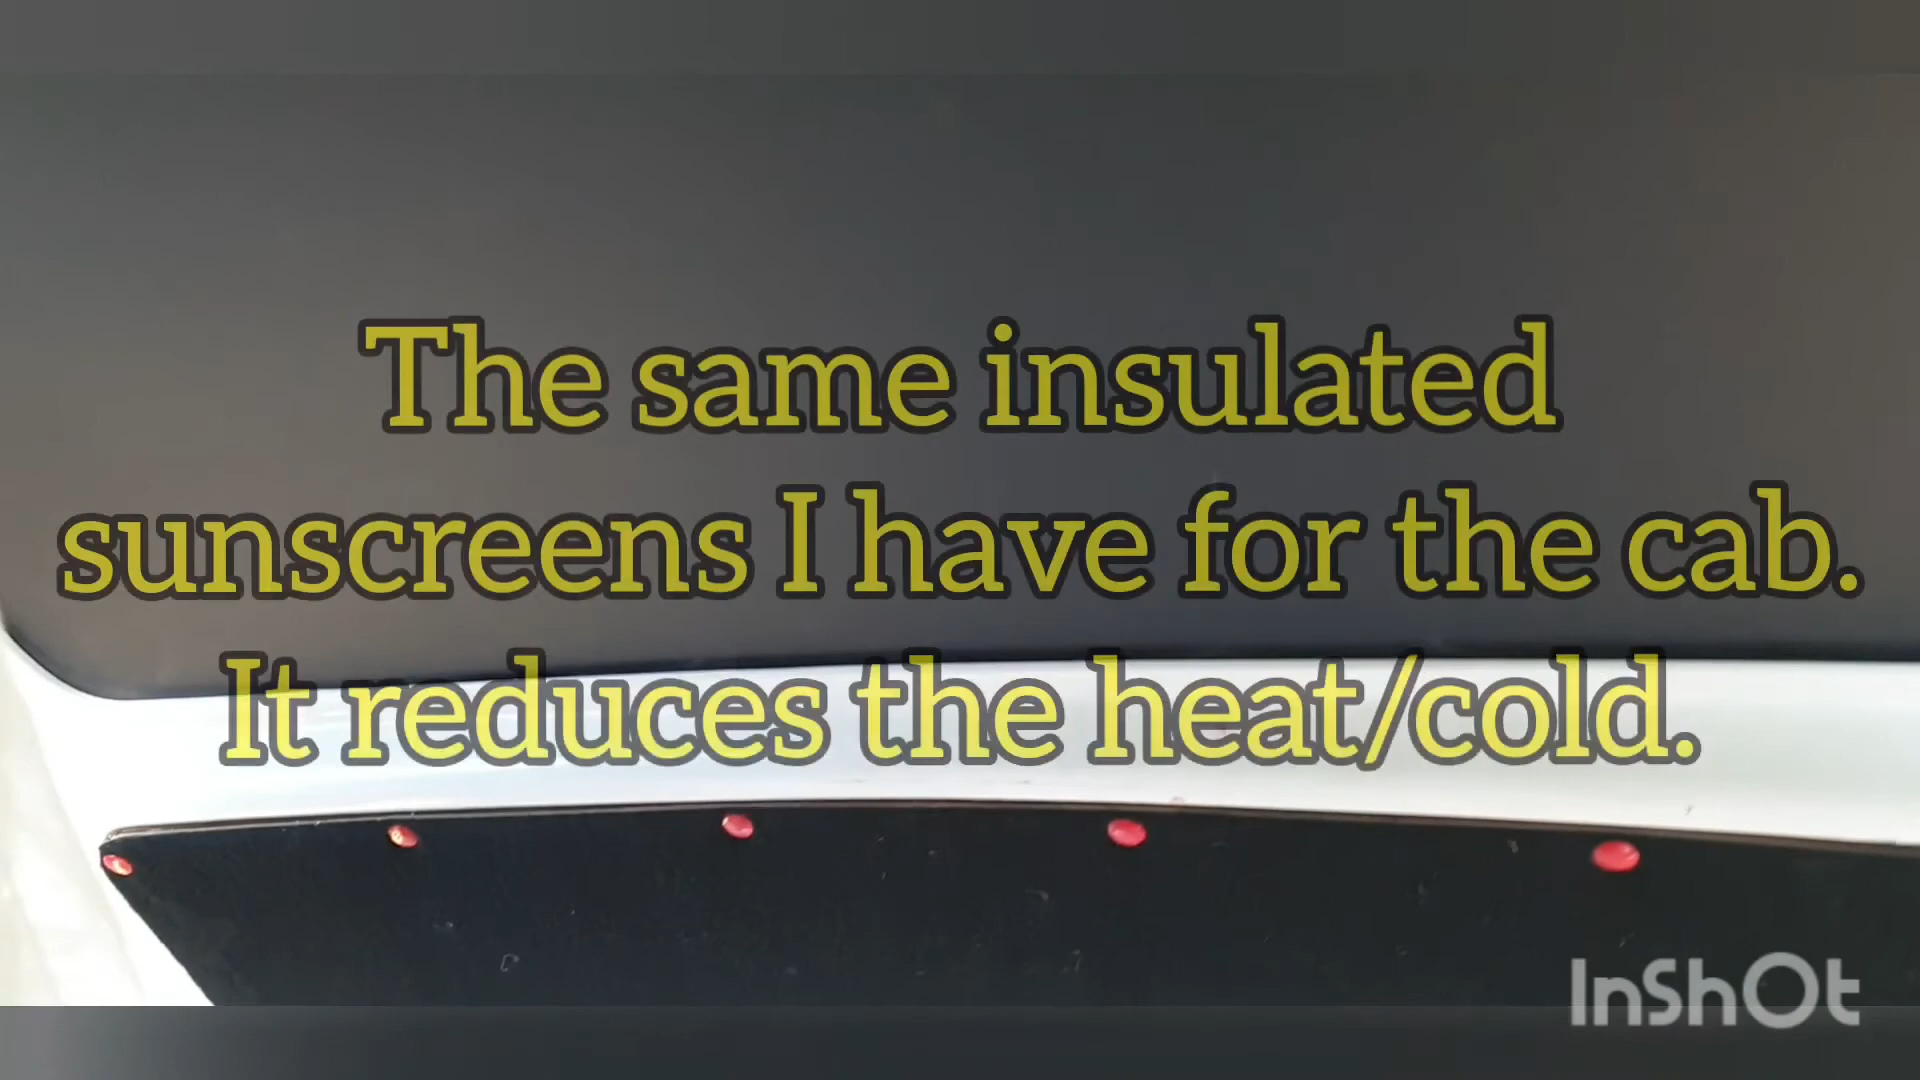 The same insulated
sunscreens I have for the cab.
It reduces the heat/cold.
InShOt